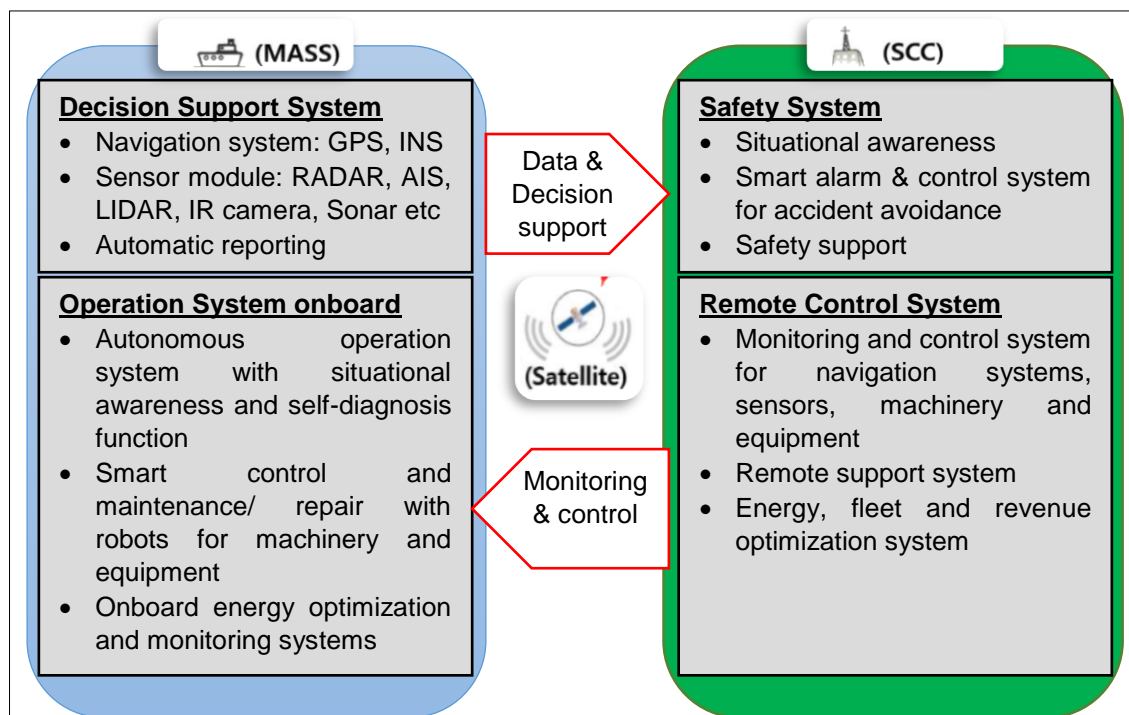 (MASS)
Decision Support System
• Navigation system: GPS, INS
• Sensor module: RADAR, AIS,
LIDAR, IR camera, Sonar etc
• Automatic reporting
Operation System onboard
• Autonomous operation
system with situational
awareness and self-diagnosis
function
• Smart control and
maintenance/ repair with
robots for machinery and
equipment
• Onboard energy optimization
and monitoring systems
Data &
Decision
support
(Satellite)
Monitoring
& control
(SCC)
Safety System
• Situational awareness
• Smart alarm & control system
for accident avoidance
• Safety support
Remote Control System
• Monitoring and control system
for navigation systems,
sensors, machinery and
equipment
• Remote support system
• Energy, fleet and revenue
optimization system